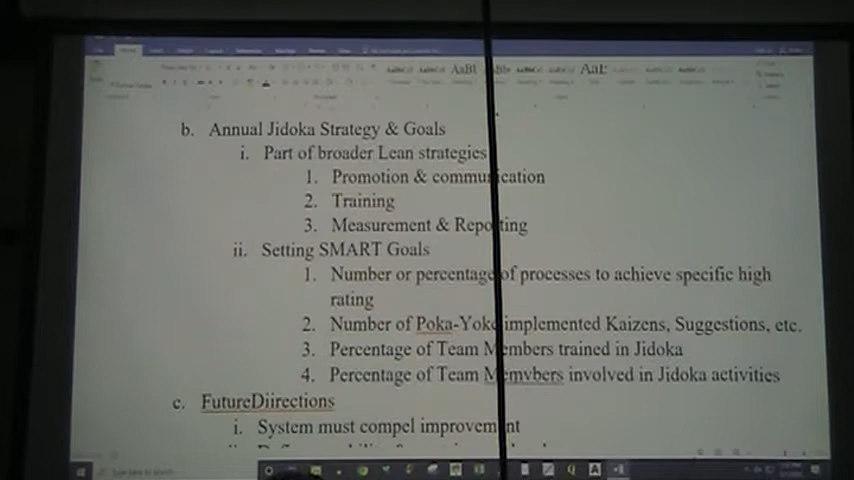 b. Annual Jidoka Strategy & Goals
i. Part of broader Lean strategies
1. Promotion & communication
2. Training
3. Measurement & Reporting
ii. Setting SMART Goals
1. Number or percentage of processes to achieve specific high
rating
2. Number of Poka-Yoke implemented Kaizens, Suggestions, etc.
3. Percentage of Team Members trained in Jidoka
4. Percentage of Team Memvbers involved in Jidoka activities
c. FutureDiirections
i. System must compel improvement